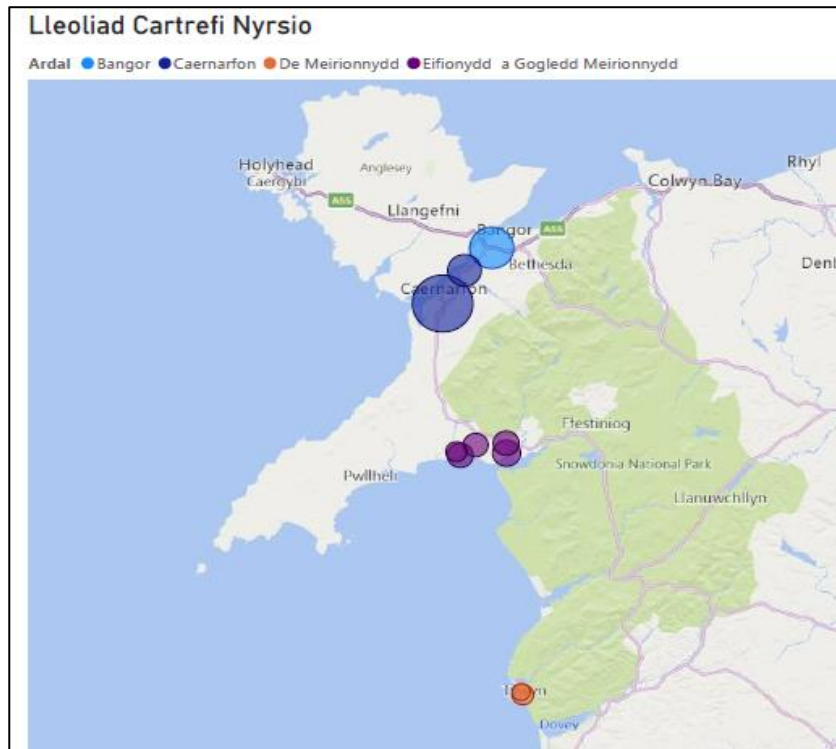 Lleoliad Cartrefi Nyrsio
Ardal Bangor Caernarfon De Meirionnydd Eifionydd a Gogledd Meirionnydd
Rhyl
Holyhead
Anglesey
Colwyn Bay
Caergybi
A55
Llangefni
Bangor
A55
Bethesda
Caernarfon
Ffestiniog
Snowdonia National Park
Pwllheli
Llanuwchllyn
Dovey